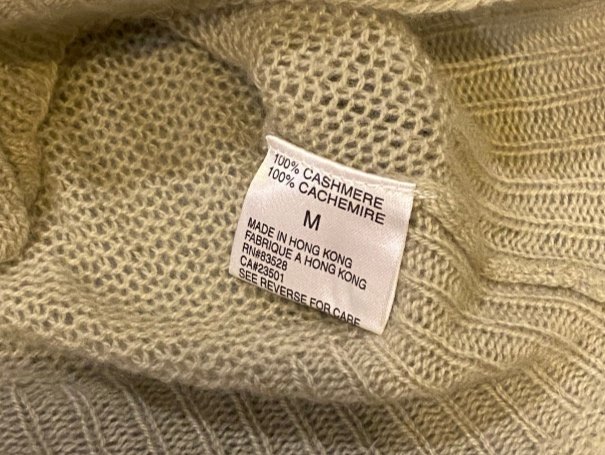 100% CASHMERE
100% CACHEMIRE
M
MADE IN HONG KONG
FABRIQUE A HONG KONG
RN#83528
CA#23501
SEE REVERSE FOR CARE